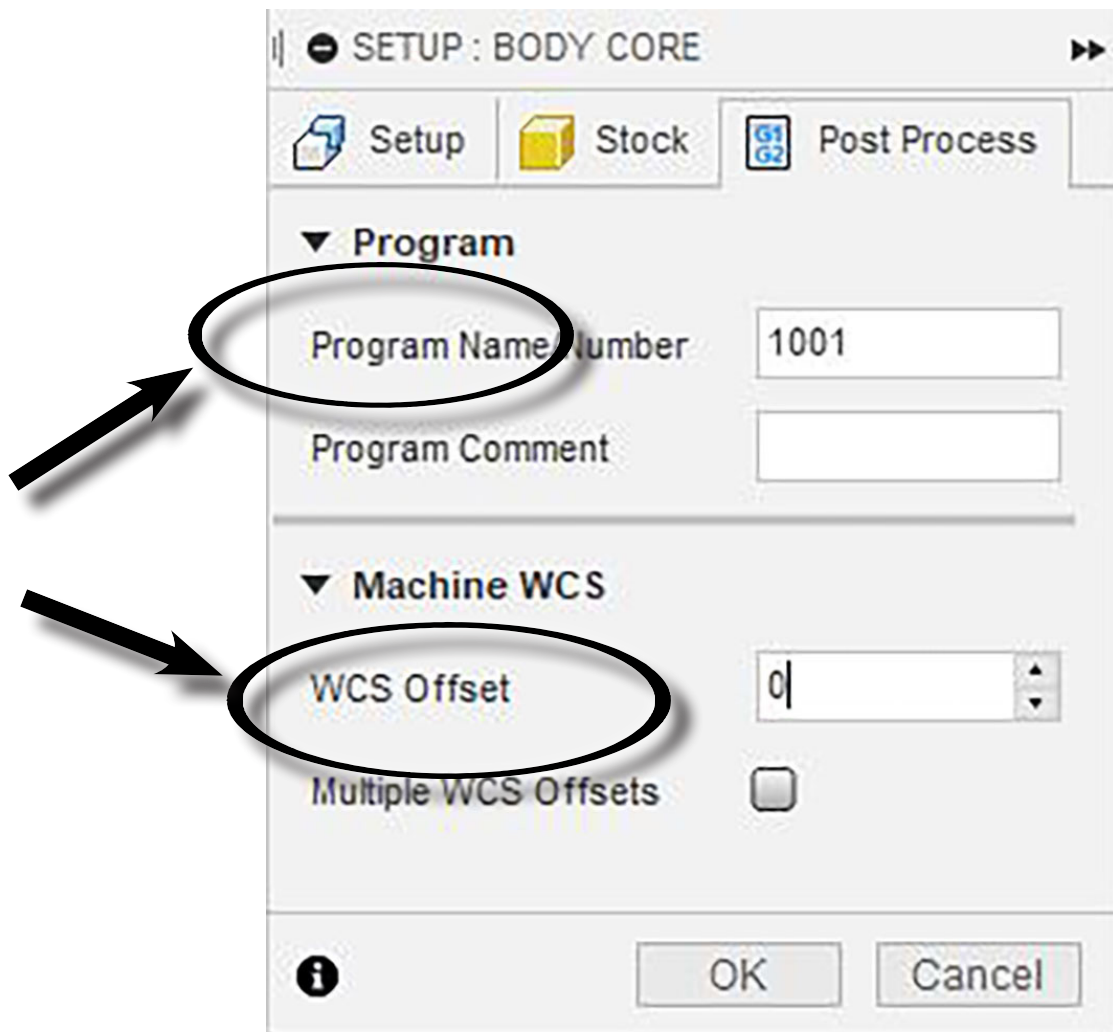 SETUP : BODY CORE
Setup Stock G1 G2 Post Process
Program
Program Name/Number 1001
Program Comment
Machine WCS
WCS Offset 0
Multiple WCS Offsets
OK Cancel